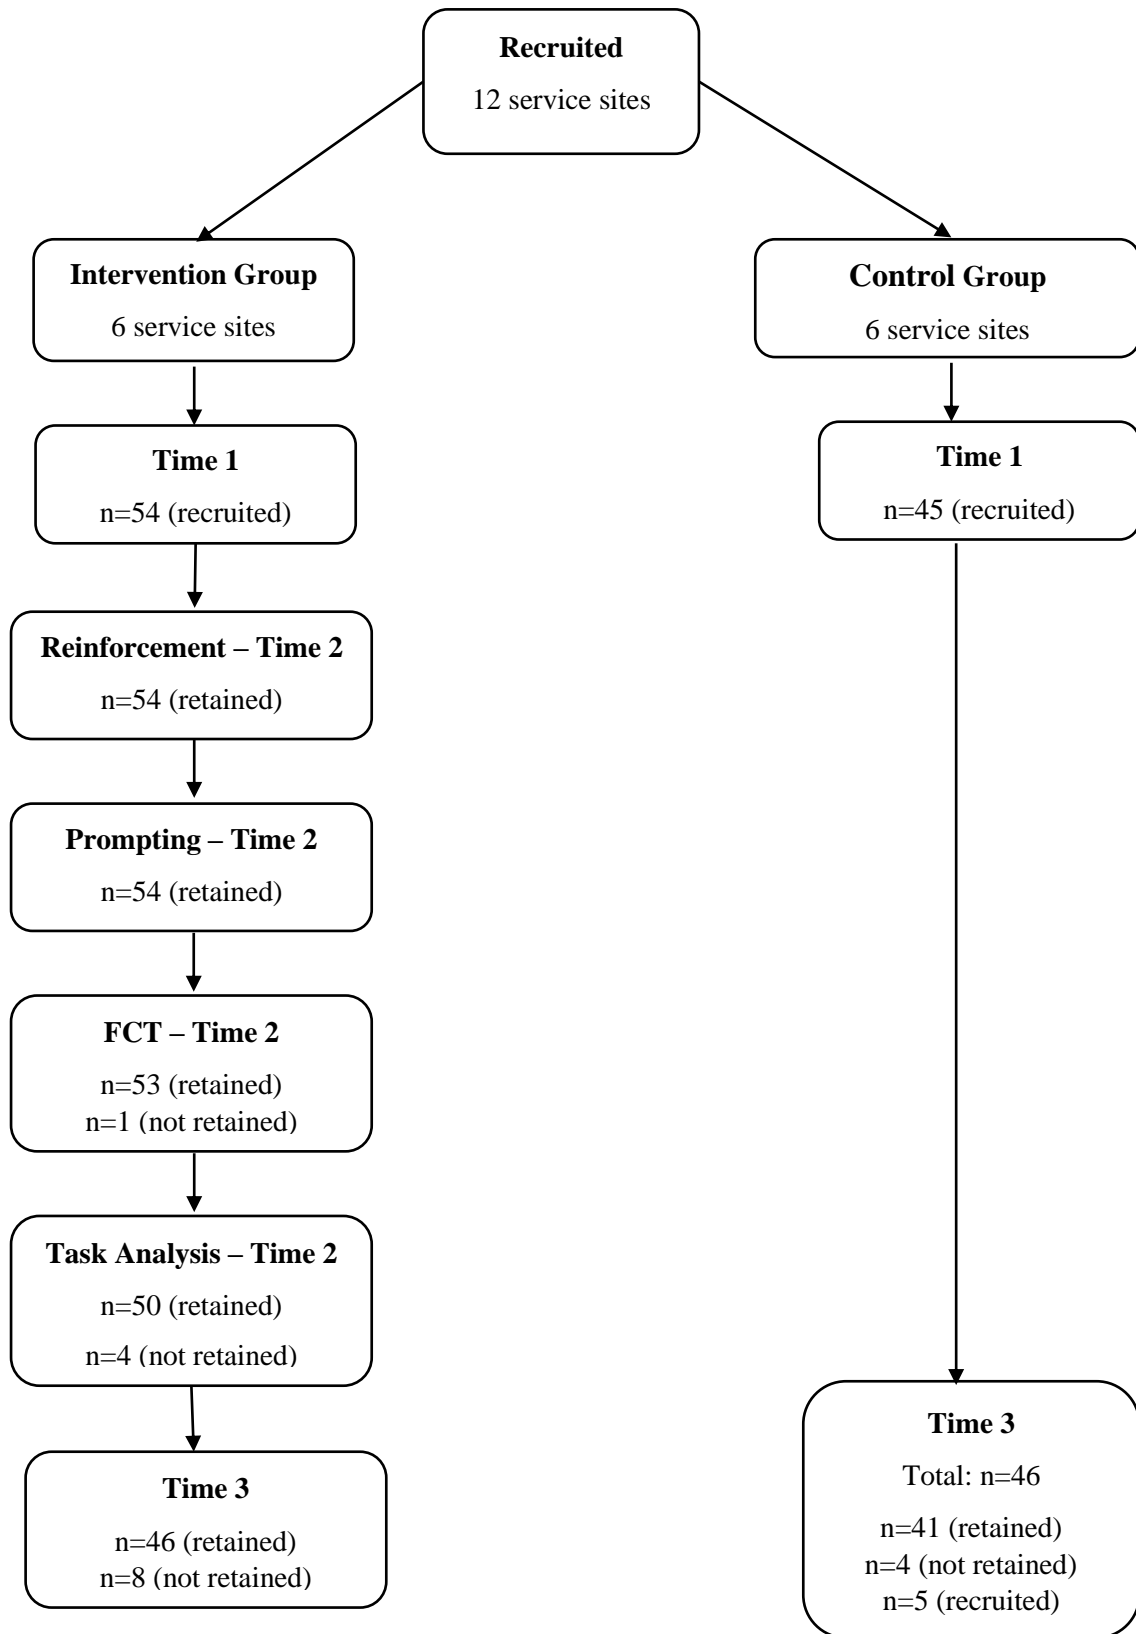 Recruited
12 service sites
Intervention Group
6 service sites
Control Group
6 service sites
Time 1
n=54 (recruited)
Time 1
n=45 (recruited)
Reinforcement – Time 2
n=54 (retained)
Prompting – Time 2
n=54 (retained)
FCT – Time 2
n=53 (retained)
n=1 (not retained)
Task Analysis – Time 2
n=50 (retained)
n=4 (not retained)
Time 3
n=46 (retained)
n=8 (not retained)
Time 3
Total: n=46
n=41 (retained)
n=4 (not retained)
n=5 (recruited)